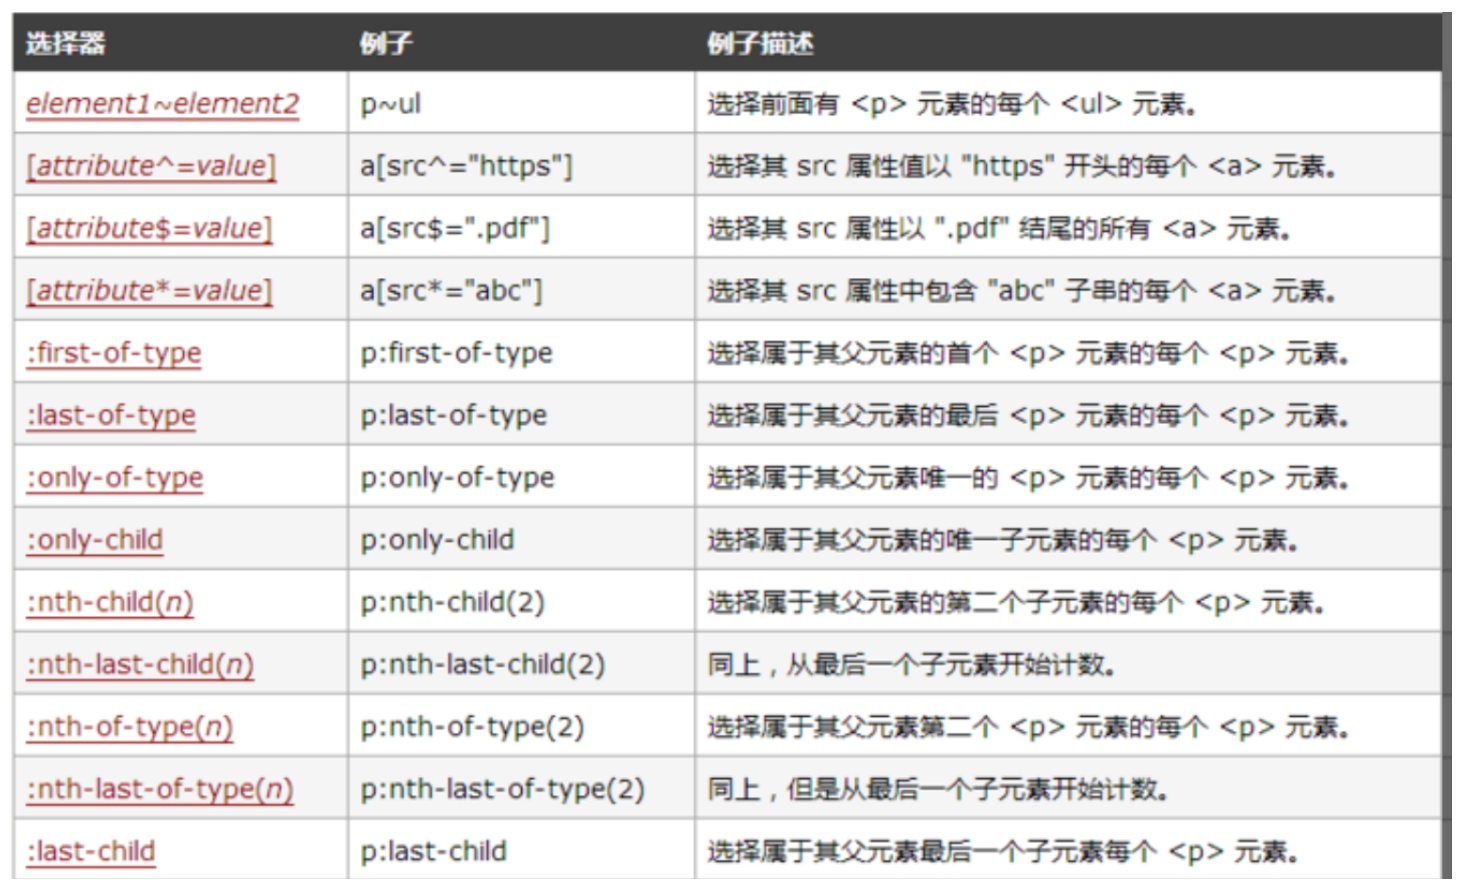 选择器 例子 例子描述
element1~element2 p~ul 选择前面有 <p> 元素的每个 <ul> 元素。
[attribute^=value] a[src^="https"] 选择其 src 属性值以 "https" 开头的每个 <a> 元素。
[attribute$=value] a[src$=".pdf"] 选择其 src 属性以 ".pdf" 结尾的所有 <a> 元素。
[attribute*=value] a[src*="abc"] 选择其 src 属性中包含 "abc" 子串的每个 <a> 元素。
:first-of-type p:first-of-type 选择属于其父元素的首个 <p> 元素的每个 <p> 元素。
:last-of-type p:last-of-type 选择属于其父元素的最后 <p> 元素的每个 <p> 元素。
:only-of-type p:only-of-type 选择属于其父元素唯一的 <p> 元素的每个 <p> 元素。
:only-child p:only-child 选择属于其父元素的唯一子元素的每个 <p> 元素。
:nth-child(n) p:nth-child(2) 选择属于其父元素的第二个子元素的每个 <p> 元素。
:nth-last-child(n) p:nth-last-child(2) 同上，从最后一个子元素开始计数。
:nth-of-type(n) p:nth-of-type(2) 选择属于其父元素第二个 <p> 元素的每个 <p> 元素。
:nth-last-of-type(n) p:nth-last-of-type(2) 同上，但是从最后一个子元素开始计数。
:last-child p:last-child 选择属于其父元素最后一个子元素每个 <p> 元素。